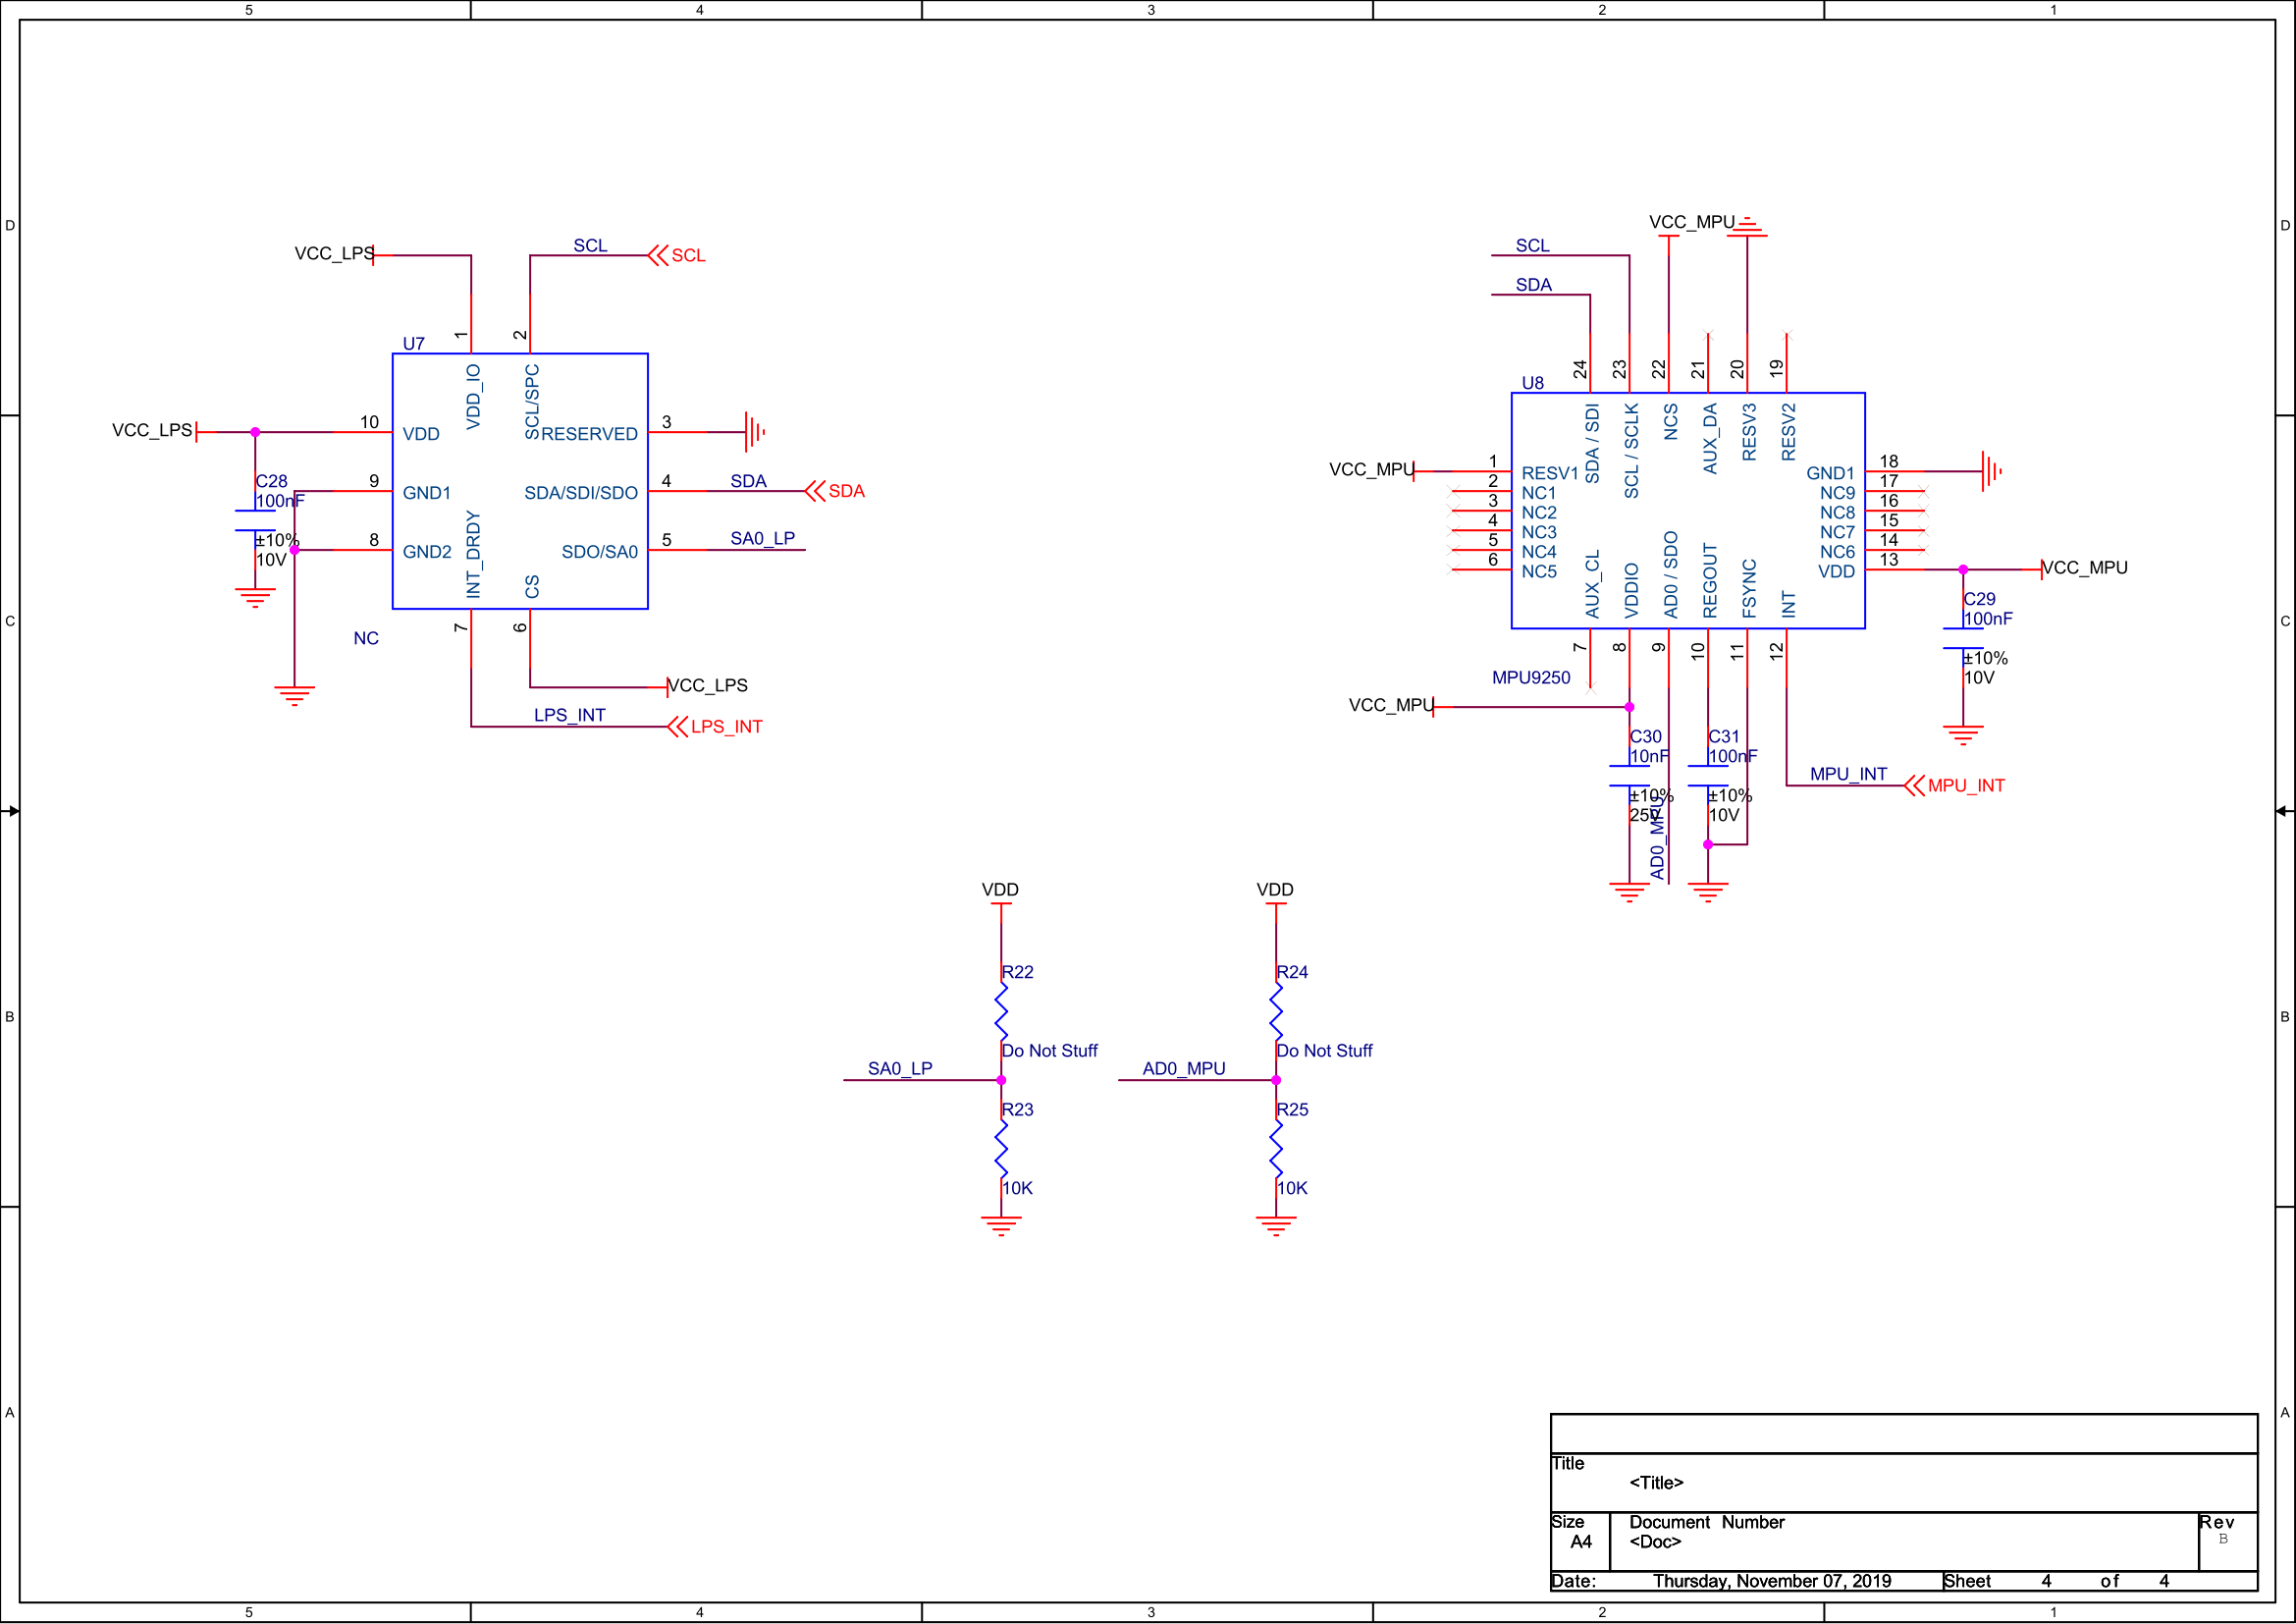 5 4 3 2 1
D D
C C
B B
A A
VCC_LPS
SCL
SCL
U7
1
2
VDD_IO
SCL/SPC
VCC_LPS
10
VDD
RESERVED
3
C28
100nF
±10%
10V
9
GND1
SDA/SDI/SDO
4
SDA
SDA
8
GND2
SDO/SA0
5
SA0_LP
INT_DRDY
CS
7
6
NC
VCC_LPS
LPS_INT
LPS_INT
VCC_MPU
SCL
SDA
24
23
22
21
20
19
U8
SDA / SDI
SCL / SCLK
NCS
AUX_DA
RESV3
RESV2
VCC_MPU
1
RESV1
2
NC1
3
NC2
4
NC3
5
NC4
6
NC5
GND1
18
NC9
17
NC8
16
NC7
15
NC6
14
VDD
13
VCC_MPU
AUX_CL
VDDIO
AD0 / SDO
REGOUT
FSYNC
INT
7
8
9
10
11
12
C29
100nF
±10%
10V
MPU9250
VCC_MPU
C30
10nF
±10%
25V
AD0_MPU
C31
100nF
±10%
10V
MPU_INT
MPU_INT
VDD
R22
Do Not Stuff
SA0_LP
R23
10K
VDD
R24
Do Not Stuff
AD0_MPU
R25
10K
Title
<Title>
Size
A4
Document Number
<Doc>
Rev
B
Date: Thursday, November 07, 2019 Sheet 4 of 4
5 4 3 2 1